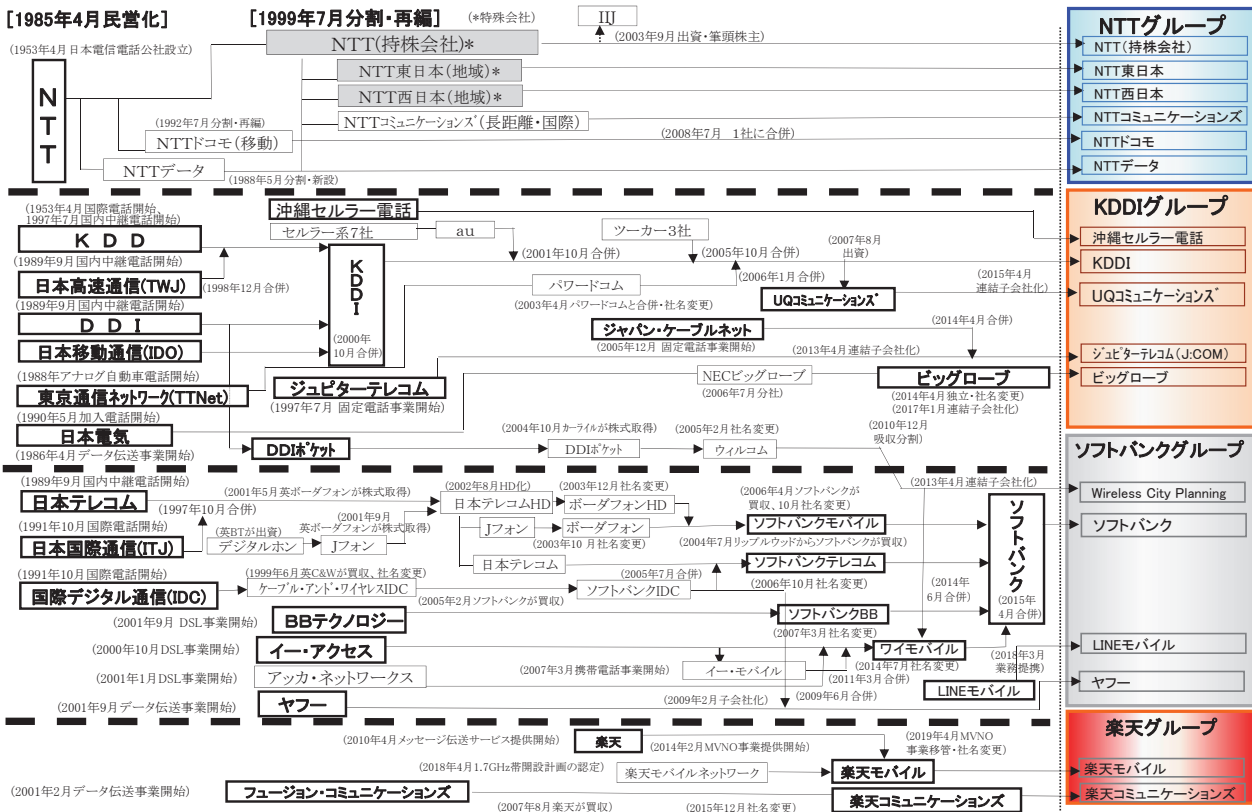 [1985年4月民営化]
[1999年7月分割・再編]
(*特殊会社)
IIJ
(1953年4月日本電信電話公社設立)
NTT(持株会社)*
(2003年9月出資・筆頭株主)
NTT東日本(地域)*
NTT西日本(地域)*
NTT
NTTコミュニケーションズ(長距離・国際)
(1992年7月分割・再編)
NTTドコモ(移動)
(2008年7月 1社に合併)
NTTデータ
(1988年5月分割・新設)
NTTグループ
NTT(持株会社)
NTT東日本
NTT西日本
NTTコミュニケーションズ
NTTドコモ
NTTデータ
(1953年4月国際電話開始、
1997年7月国内中継電話開始)
沖縄セルラー電話
KDD
セルラー系7社
au
ツーカー3社
(2001年10月合併)
(2005年10月合併)
(2007年8月
出資)
(1989年9月国内中継電話開始)
日本高速通信(TWJ)
(1998年12月合併)
KDDI
パワードコム
(2006年1月合併)
(2003年4月パワードコムと合併・社名変更)
UQコミュニケーションズ
(2015年4月
連結子会社化)
(1989年9月国内中継電話開始)
DDI
(2000年
10月合併)
ジャパン・ケーブルネット
(2014年4月合併)
(2005年12月 固定電話事業開始)
日本移動通信(IDO)
(2013年4月連結子会社化)
(1988年アナログ自動車電話開始)
東京通信ネットワーク(TTNet)
ジュピターテレコム
(1997年7月 固定電話事業開始)
NECビッグローブ
(2006年7月分社)
ビッグローブ
(2014年4月独立・社名変更)
(2017年1月連結子会社化)
(1990年5月加入電話開始)
日本電気
(1986年4月データ伝送事業開始)
DDIポケット
(2004年10月カーライルが株式取得)
DDIポケット
(2005年2月社名変更)
ウィルコム
(2010年12月
吸収分割)
KDDIグループ
沖縄セルラー電話
KDDI
UQコミュニケーションズ
ジュピターテレコム(J:COM)
ビッグローブ
(1989年9月国内中継電話開始)
日本テレコム
(2001年5月英ボーダフォンが株式取得)
(2002年8月HD化)
日本テレコムHD
(2003年12月社名変更)
ボーダフォンHD
(2006年4月ソフトバンクが
買収、10月社名変更)
(2013年4月連結子会社化)
(1997年10月合併)
(1991年10月国際電話開始)
日本国際通信(ITJ)
(英BTが出資)
デジタルホン
Jフォン
(2001年9月
英ボーダフォンが株式取得)
Jフォン
ボーダフォン
(2003年10月社名変更)
ソフトバンクモバイル
(2004年7月リップルウッドからソフトバンクが買収)
日本テレコム
ソフトバンクテレコム
(2006年10月社名変更)
(1991年10月国際電話開始)
国際デジタル通信(IDC)
(1999年6月英C&Wが買収、社名変更)
ケーブル・アンド・ワイヤレスIDC
(2005年2月ソフトバンクが買収)
ソフトバンクIDC
(2005年7月合併)
ソフトバンク
(2014年
6月合併)
(2015年
4月合併)
(2001年9月 DSL事業開始)
BBテクノロジー
ソフトバンクBB
(2007年3月社名変更)
(2000年10月DSL事業開始)
イー・アクセス
(2007年3月携帯電話事業開始)
イー・モバイル
ワイモバイル
(2014年7月社名変更)
(2011年3月合併)
(2018年3月
業務提携)
(2001年1月DSL事業開始)
アッカ・ネットワークス
(2009年6月合併)
LINEモバイル
(2001年9月データ伝送事業開始)
ヤフー
(2009年2月子会社化)
ソフトバンクグループ
Wireless City Planning
ソフトバンク
LINEモバイル
ヤフー
(2010年4月メッセージ伝送サービス提供開始)
楽天
(2014年2月MVNO事業提供開始)
(2019年4月MVNO
事業移管・社名変更)
(2018年4月1.7GHz帯開設計画の認定)
楽天モバイルネットワーク
楽天モバイル
(2001年2月データ伝送事業開始)
フュージョン・コミュニケーションズ
(2007年8月楽天が買収)
(2015年12月社名変更)
楽天コミュニケーションズ
楽天グループ
楽天モバイル
楽天コミュニケーションズ